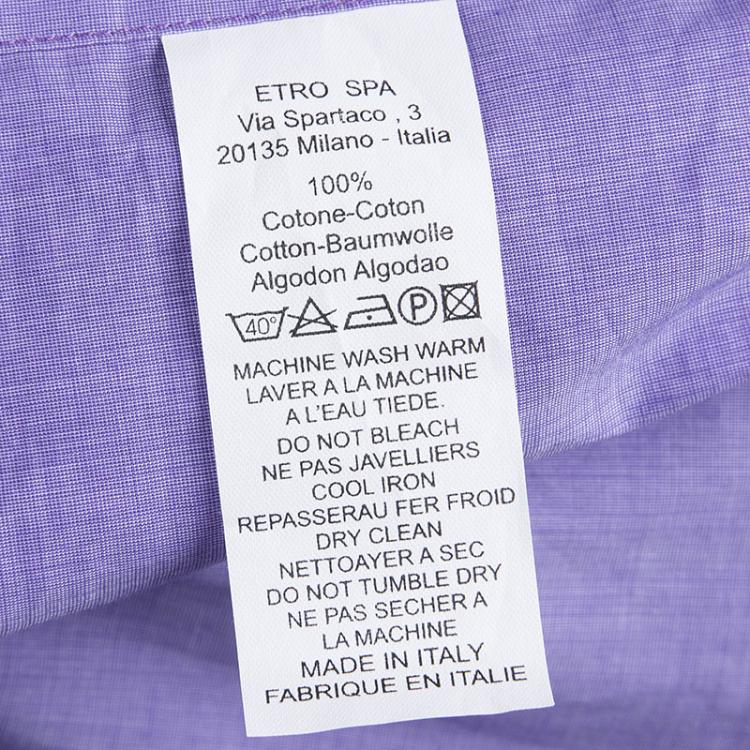 ETRO SPA
Via Spartaco , 3
20135 Milano - Italia
100%
Cotone-Coton
Cotton-Baumwolle
Algodon Algodao
40° P
MACHINE WASH WARM
LAVER A LA MACHINE
A L'EAU TIEDE.
DO NOT BLEACH
NE PAS JAVELLIERS
COOL IRON
REPASSERAU FER FROID
DRY CLEAN
NETTOYER A SEC
DO NOT TUMBLE DRY
NE PAS SECHER A
LA MACHINE
MADE IN ITALY
FABRIQUE EN ITALIE